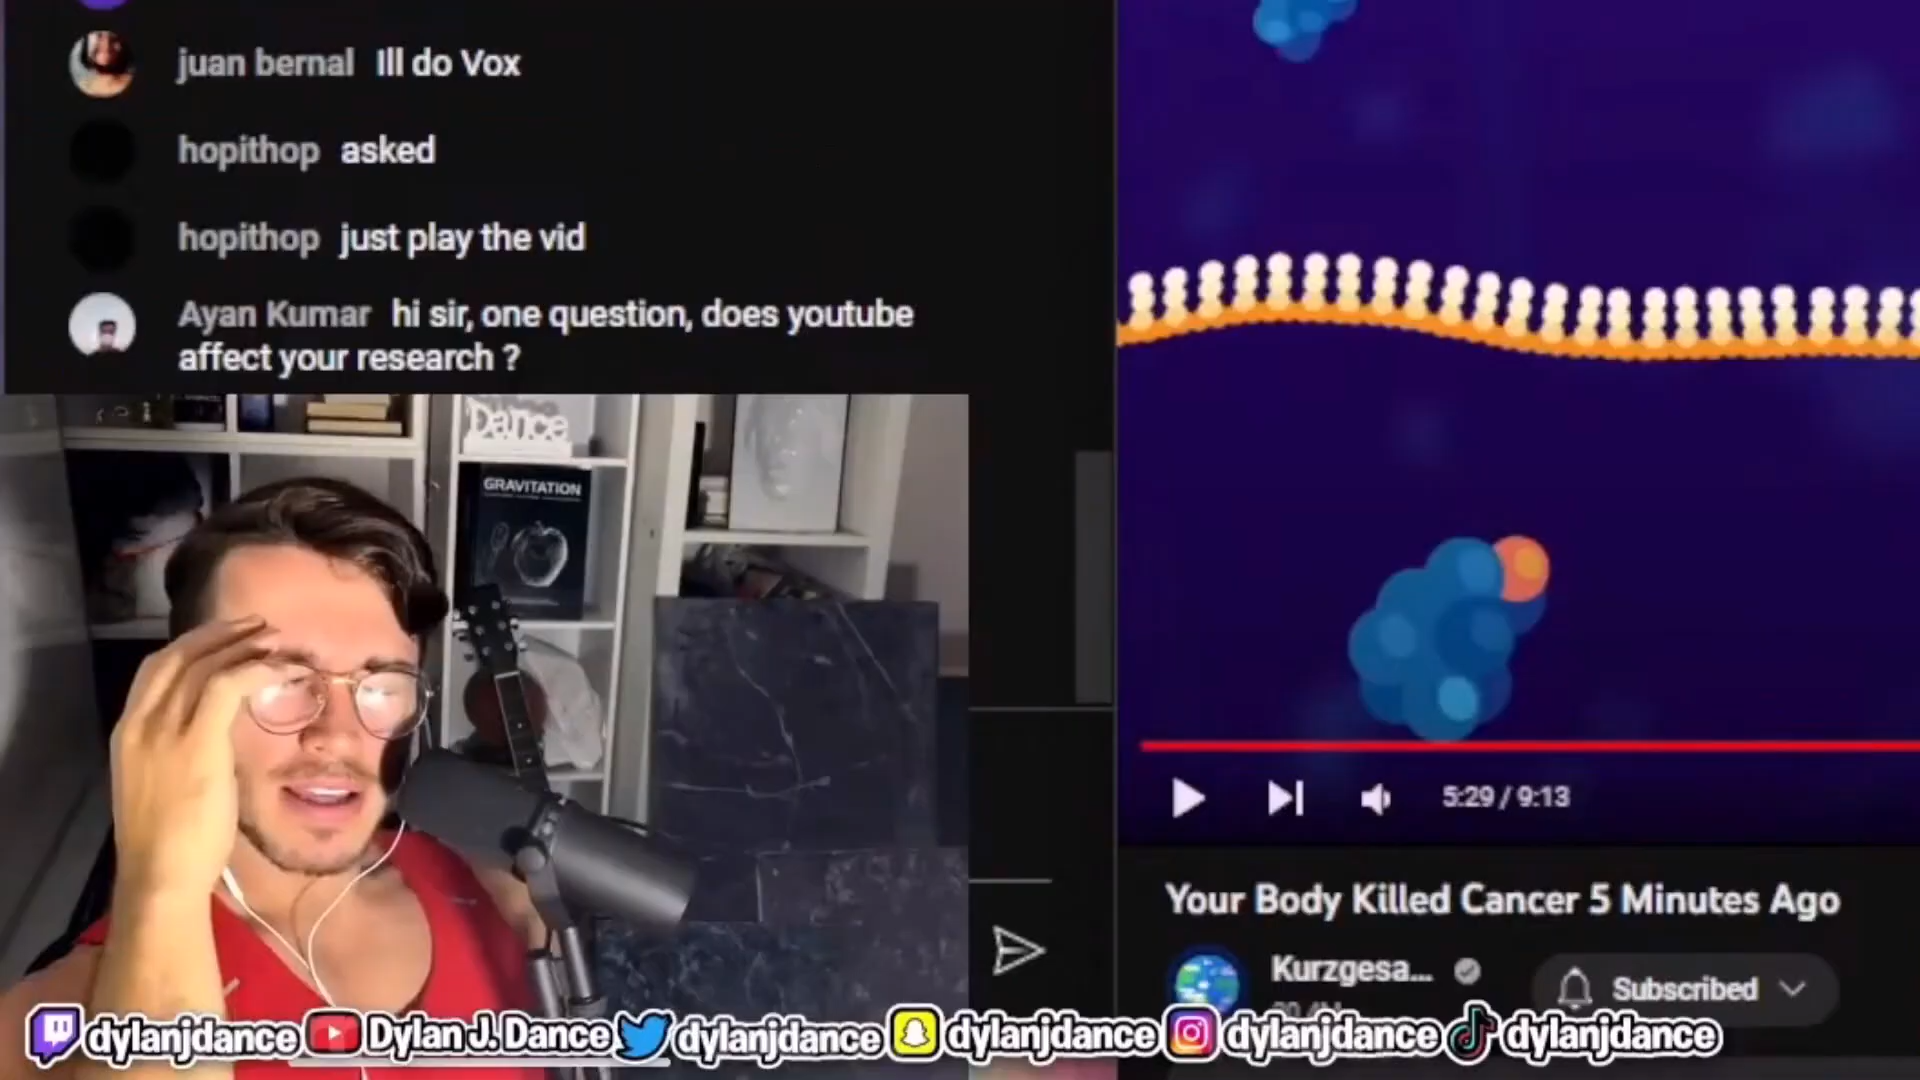 juan bernal Ill do Vox
hopithop asked
hopithop just play the vid
Ayan Kumar hi sir, one question, does youtube
affect your research ?
Dance
GRAVITATION
5:29 / 9:13
Your Body Killed Cancer 5 Minutes Ago
Kurzgesa...
Subscribed
dylanjdance Dylan J. Dance dylanjdance dylanjdance dylanjdance dylanjdance